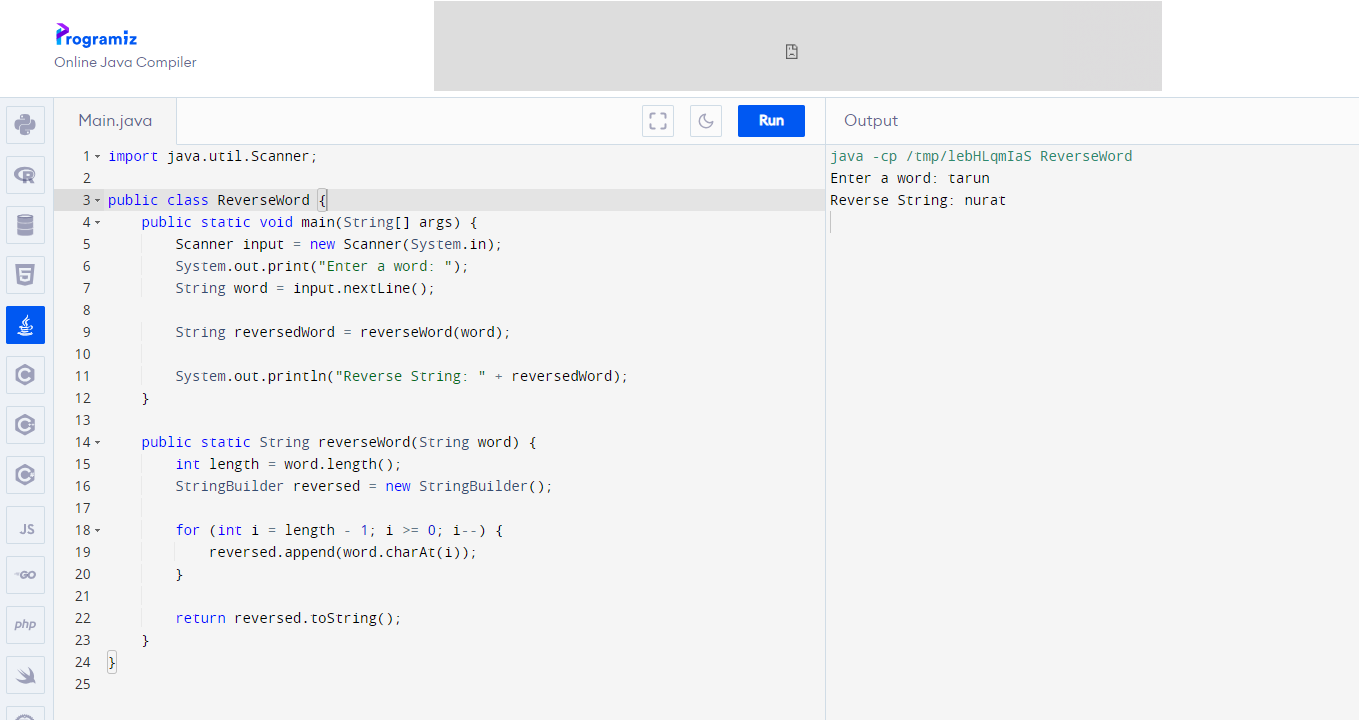 Programiz
Online Java Compiler
Main.java
Run
Output
1 import java.util.Scanner;
2
3 public class ReverseWord {
4     public static void main(String[] args) {
5         Scanner input = new Scanner(System.in);
6         System.out.print("Enter a word: ");
7         String word = input.nextLine();
8
9         String reversedWord = reverseWord(word);
10
11         System.out.println("Reverse String: " + reversedWord);
12     }
13
14     public static String reverseWord(String word) {
15         int length = word.length();
16         StringBuilder reversed = new StringBuilder();
17
18         for (int i = length - 1; i >= 0; i--) {
19             reversed.append(word.charAt(i));
20         }
21
22         return reversed.toString();
23     }
24 }
25
java -cp /tmp/lebHLqmIaS ReverseWord
Enter a word: tarun
Reverse String: nurat
R
5
C
C
C
JS
GO
php